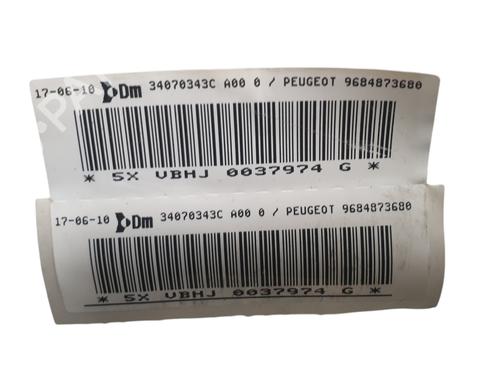 17-06-10 Dm 34070343C A00 0 / PEUGEOT 9684873680
* 5X VBHJ 0037974 G *
17-06-10 Dm 34070343C A00 0 / PEUGEOT 9684873680
* 5X VBHJ 0037974 G *